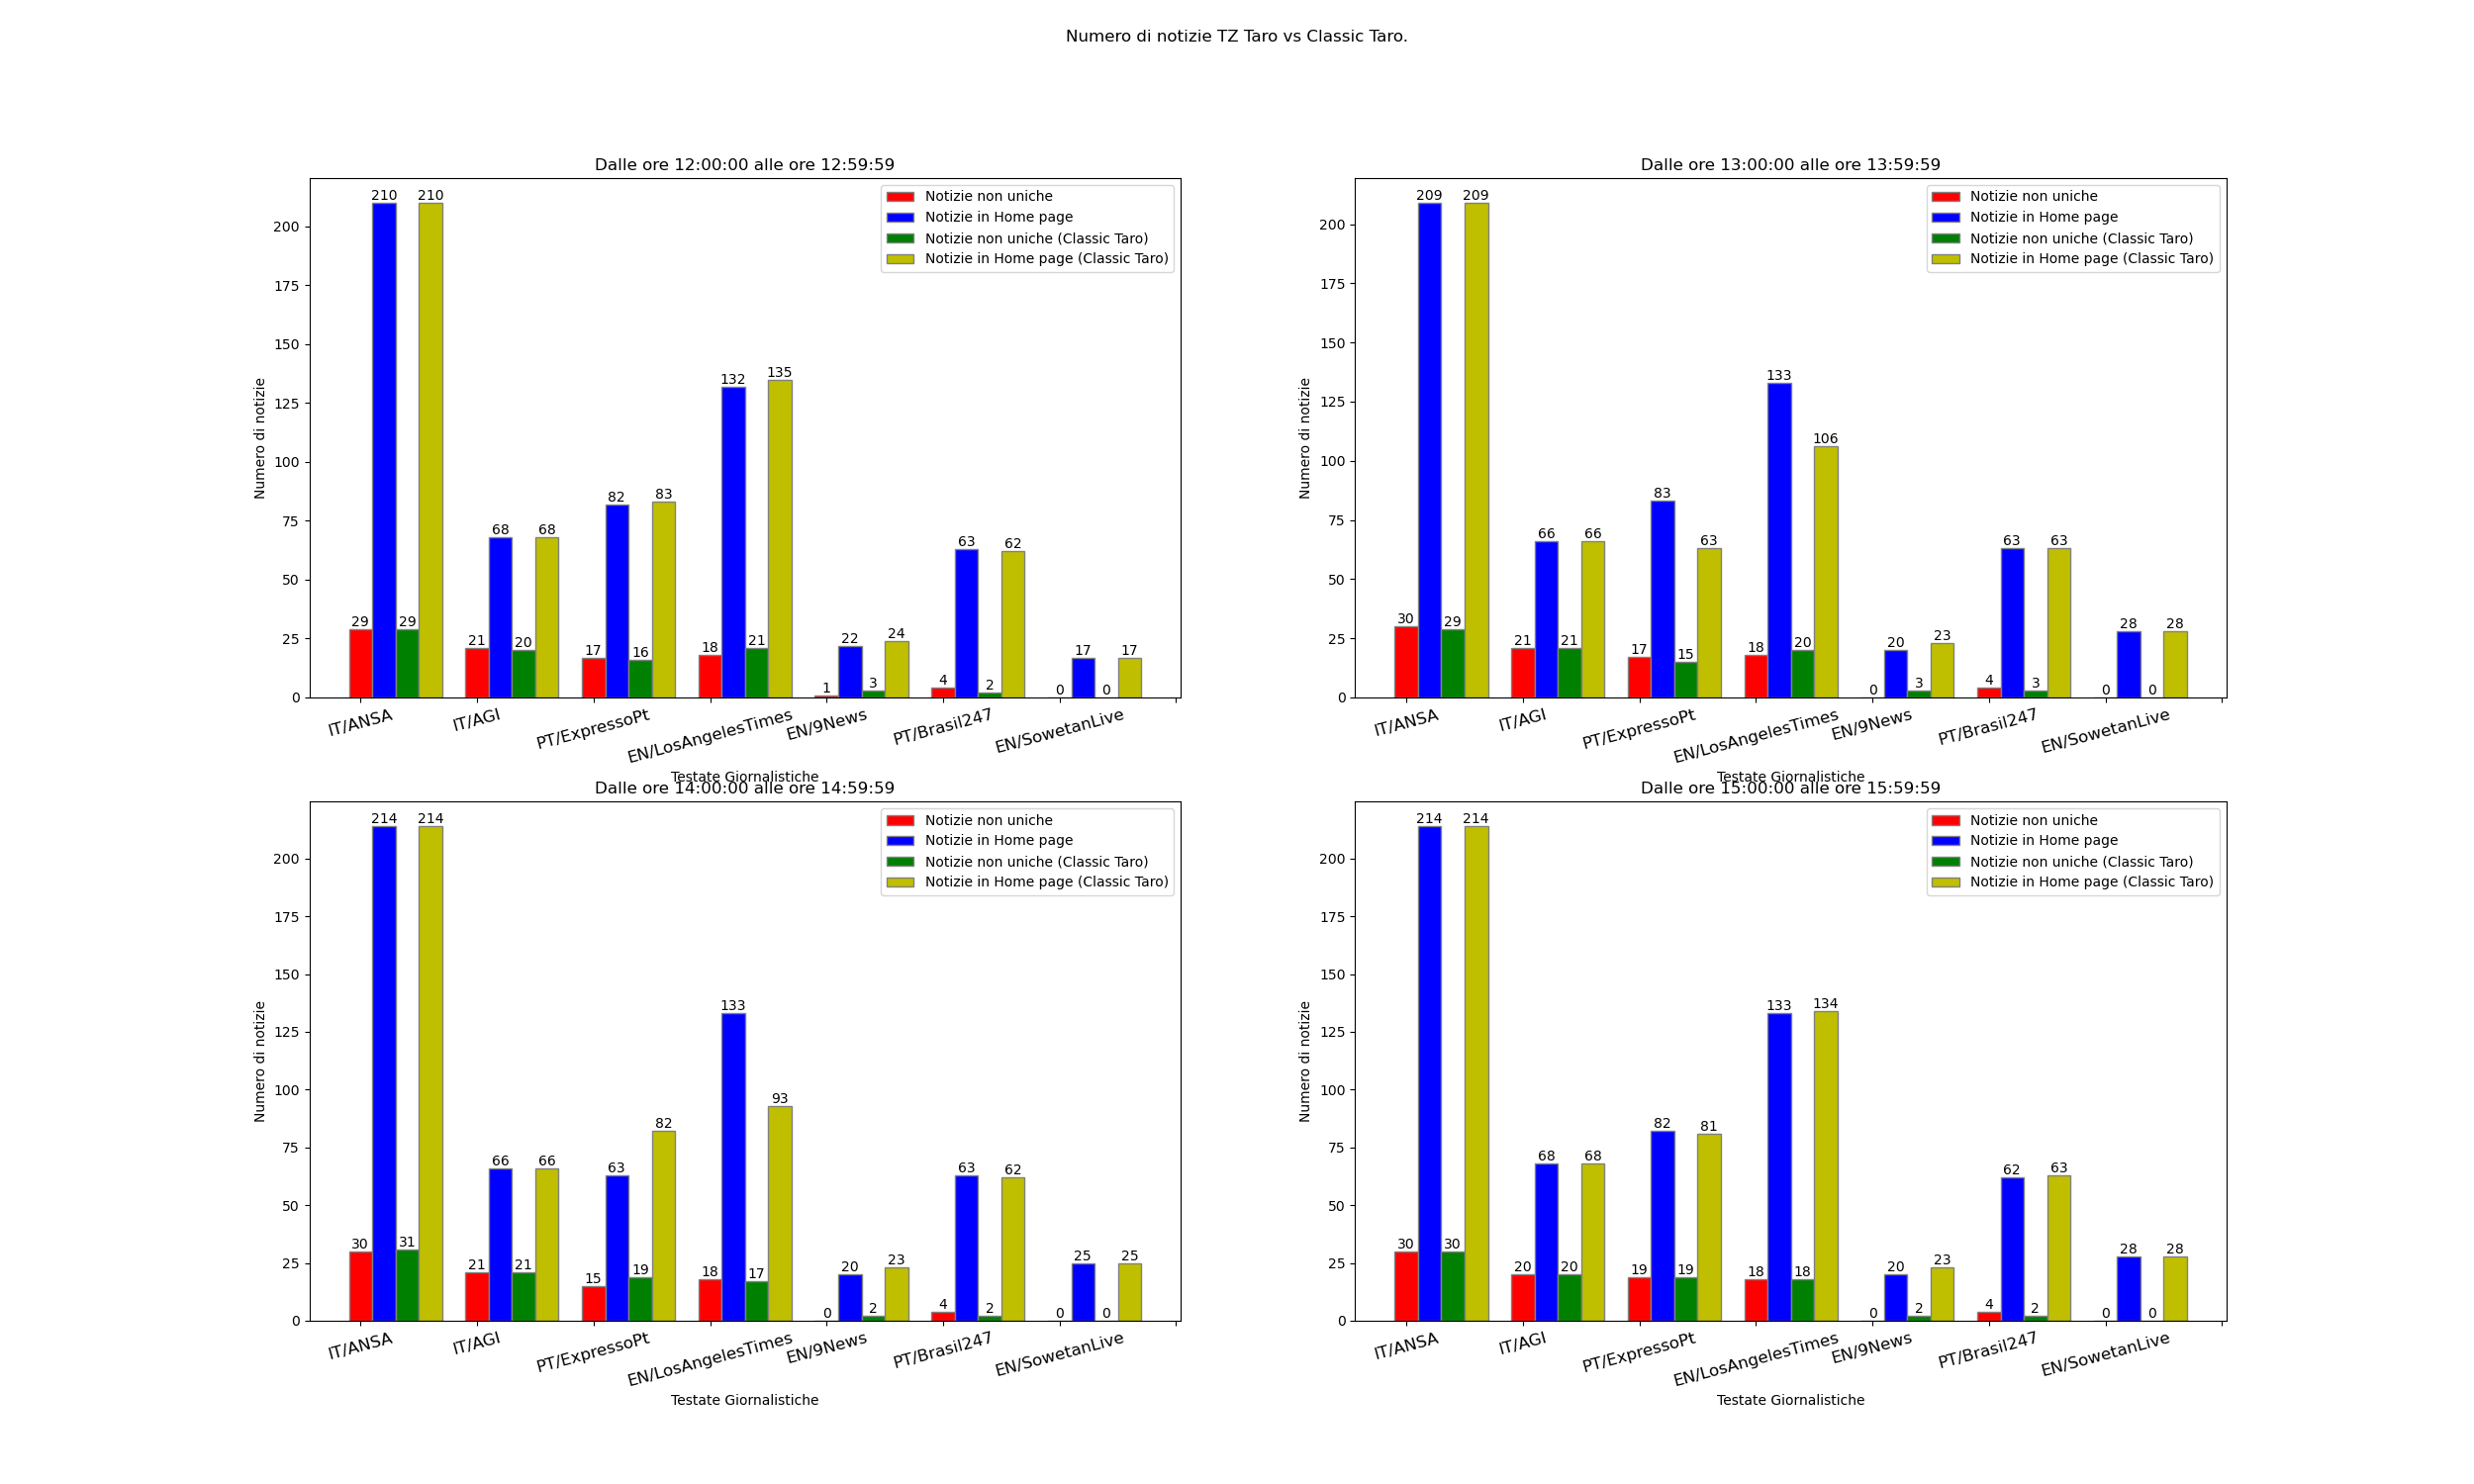 Numero di notizie TZ Taro vs Classic Taro.
Dalle ore 12:00:00 alle ore 12:59:59
Numero di notizie
200
175
150
125
100
75
50
25
0
210 210
68 68
82 83
132 135
22 24
63 62
17 17
29 29
21 20
17 16
18 21
1 3
4 2
0 0
Notizie non uniche
Notizie in Home page
Notizie non uniche (Classic Taro)
Notizie in Home page (Classic Taro)
IT/ANSA
IT/AGI
PT/ExpressoPt
EN/LosAngelesTimes
EN/9News
PT/Brasil247
EN/SowetanLive
Testate Giornalistiche
Dalle ore 13:00:00 alle ore 13:59:59
Numero di notizie
200
175
150
125
100
75
50
25
0
209 209
66 66
83 63
133 106
20 23
63 63
28 28
30 29
21 21
17 15
18 20
0 3
4 3
0 0
Notizie non uniche
Notizie in Home page
Notizie non uniche (Classic Taro)
Notizie in Home page (Classic Taro)
IT/ANSA
IT/AGI
PT/ExpressoPt
EN/LosAngelesTimes
EN/9News
PT/Brasil247
EN/SowetanLive
Testate Giornalistiche
Dalle ore 14:00:00 alle ore 14:59:59
Numero di notizie
200
175
150
125
100
75
50
25
0
214 214
66 66
63 82
133 93
20 23
63 62
25 25
30 31
21 21
15 19
18 17
0 2
4 2
0 0
Notizie non uniche
Notizie in Home page
Notizie non uniche (Classic Taro)
Notizie in Home page (Classic Taro)
IT/ANSA
IT/AGI
PT/ExpressoPt
EN/LosAngelesTimes
EN/9News
PT/Brasil247
EN/SowetanLive
Testate Giornalistiche
Dalle ore 15:00:00 alle ore 15:59:59
Numero di notizie
200
175
150
125
100
75
50
25
0
214 214
68 68
82 81
133 134
20 23
62 63
28 28
30 30
20 20
19 19
18 18
0 2
4 2
0 0
Notizie non uniche
Notizie in Home page
Notizie non uniche (Classic Taro)
Notizie in Home page (Classic Taro)
IT/ANSA
IT/AGI
PT/ExpressoPt
EN/LosAngelesTimes
EN/9News
PT/Brasil247
EN/SowetanLive
Testate Giornalistiche